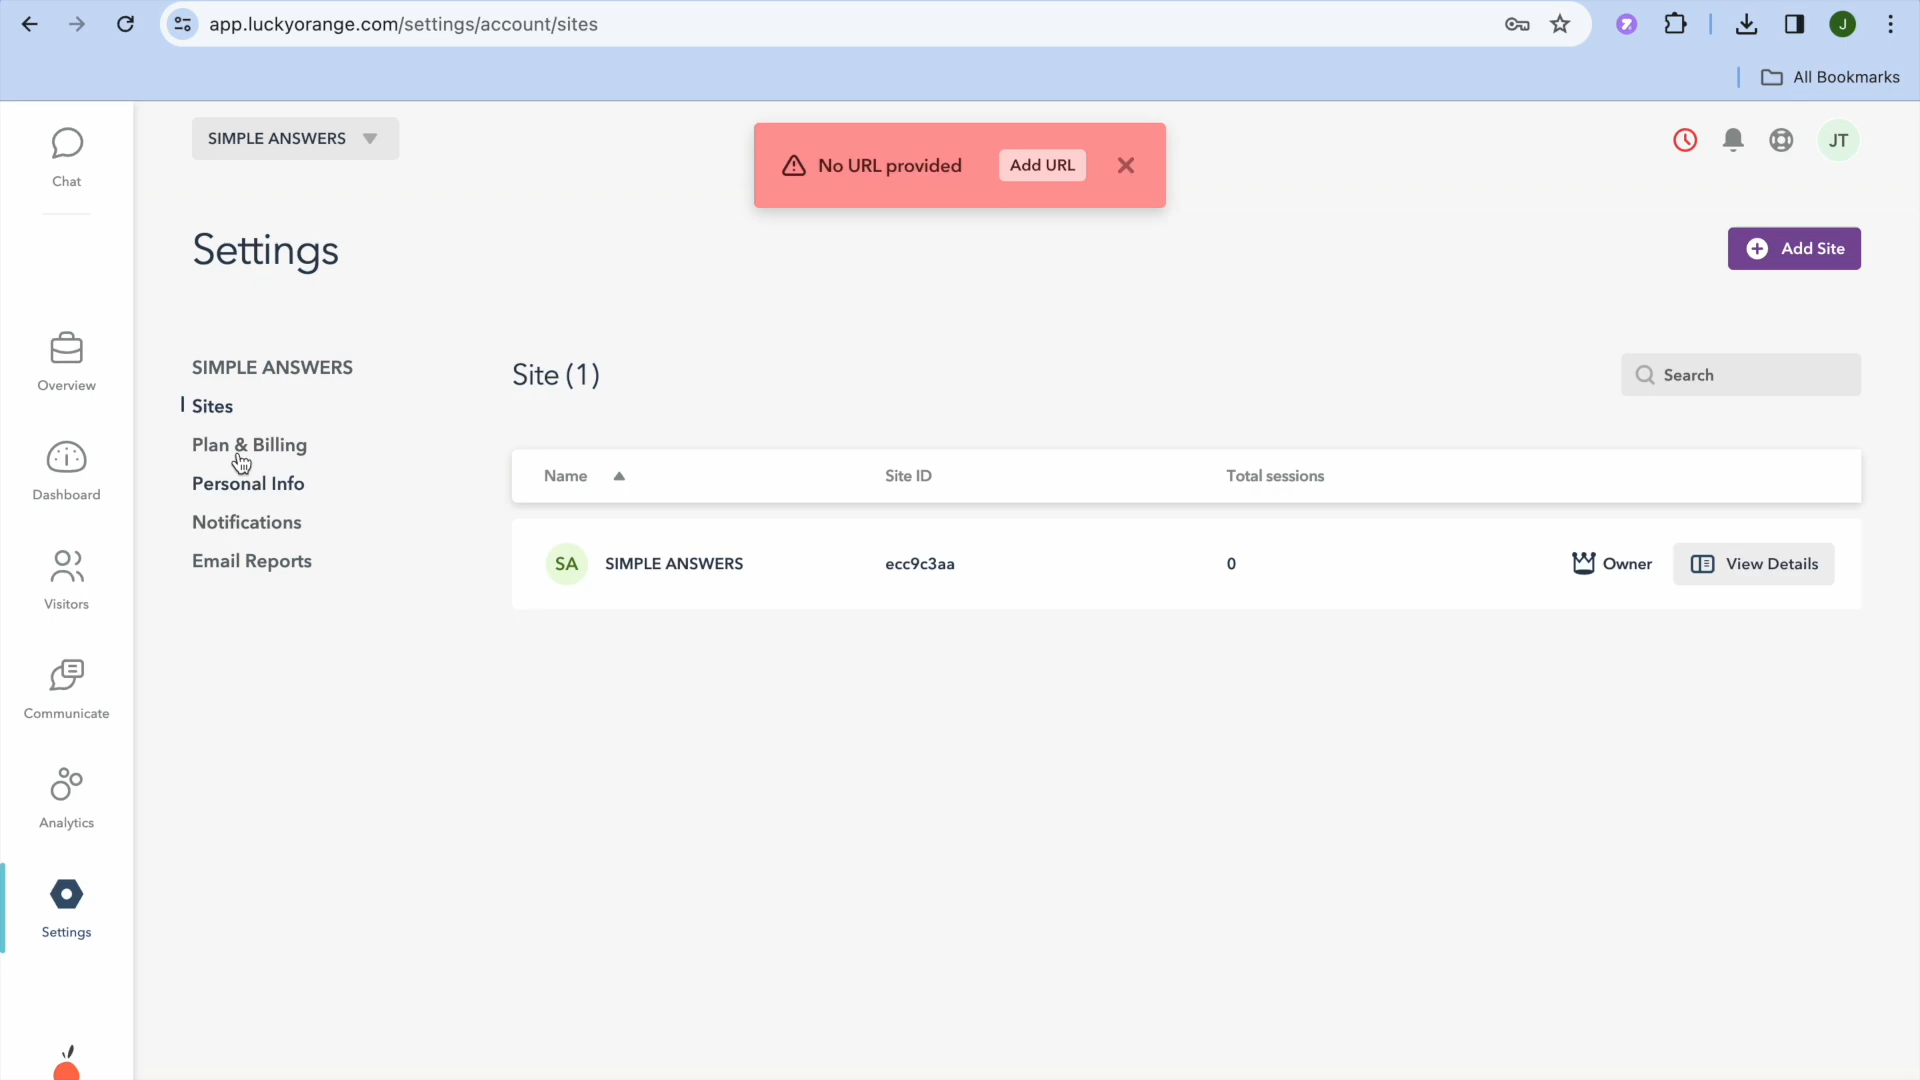 app.luckyorange.com/settings/account/sites
J
All Bookmarks
Chat
SIMPLE ANSWERS
No URL provided
Add URL
JT
Settings
Add Site
Overview
Dashboard
Visitors
Communicate
Analytics
Settings
SIMPLE ANSWERS
Sites
Plan & Billing
Personal Info
Notifications
Email Reports
Site (1)
Search
Name Site ID Total sessions
SA SIMPLE ANSWERS ecc9c3aa 0 Owner View Details